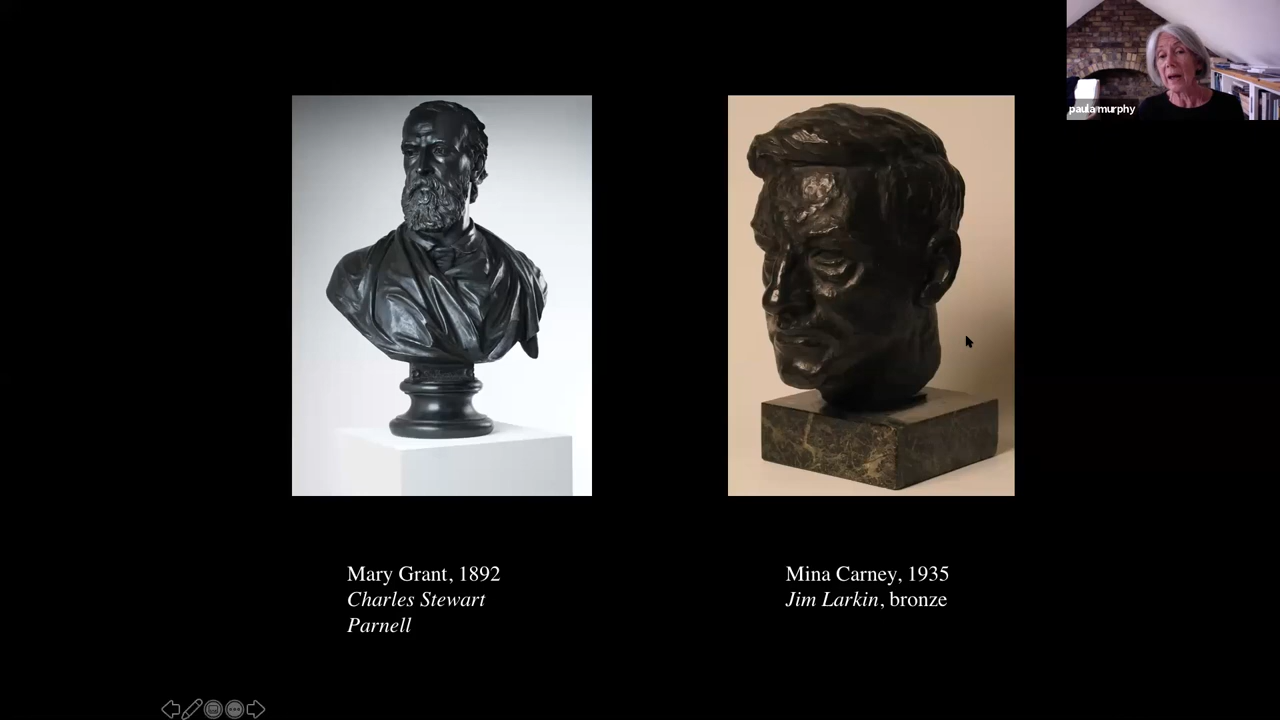 paula murphy
Mary Grant, 1892
Charles Stewart
Parnell
Mina Carney, 1935
Jim Larkin, bronze